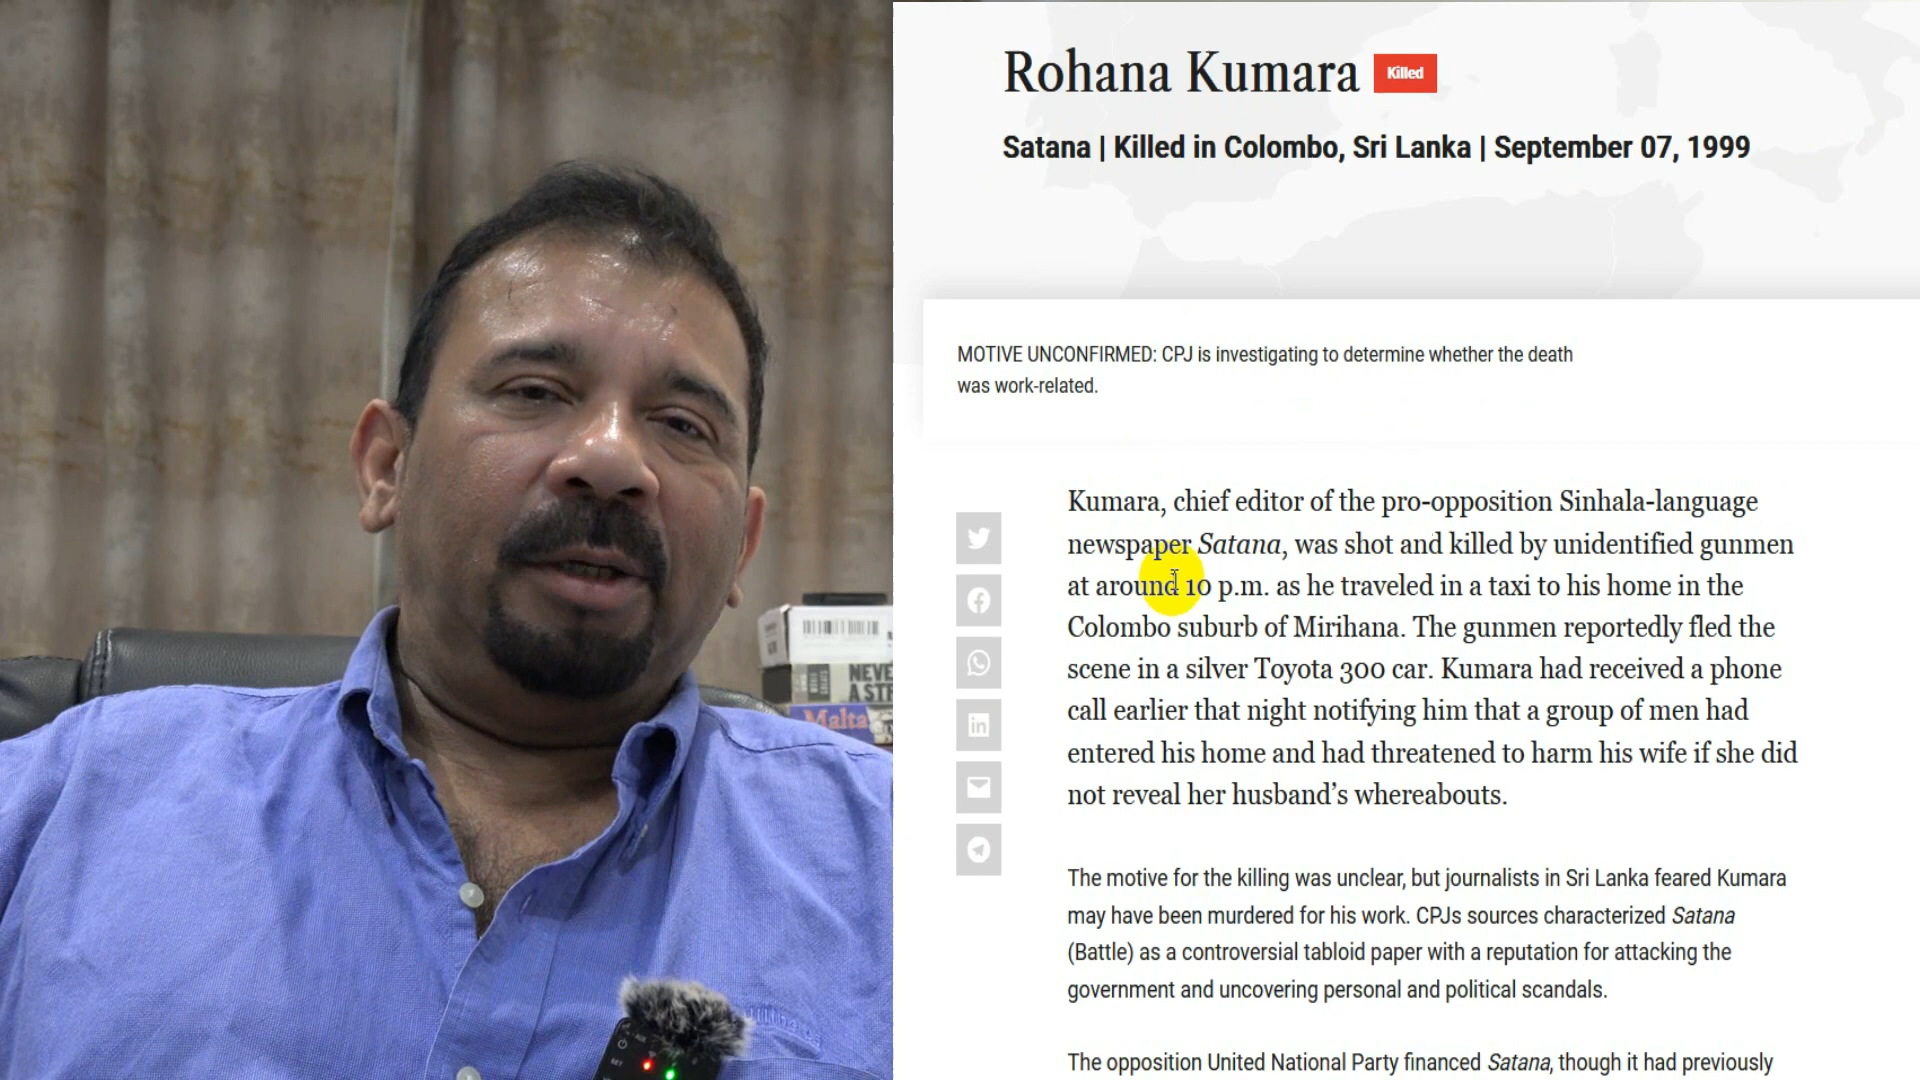 Rohana Kumara
Killed
Satana | Killed in Colombo, Sri Lanka | September 07, 1999
MOTIVE UNCONFIRMED: CPJ is investigating to determine whether the death
was work-related.
Kumara, chief editor of the pro-opposition Sinhala-language
newspaper Satana, was shot and killed by unidentified gunmen
at around 10 p.m. as he traveled in a taxi to his home in the
Colombo suburb of Mirihana. The gunmen reportedly fled the
scene in a silver Toyota 300 car. Kumara had received a phone
call earlier that night notifying him that a group of men had
entered his home and had threatened to harm his wife if she did
not reveal her husband’s whereabouts.
The motive for the killing was unclear, but journalists in Sri Lanka feared Kumara
may have been murdered for his work. CPJs sources characterized Satana
(Battle) as a controversial tabloid paper with a reputation for attacking the
government and uncovering personal and political scandals.
The opposition United National Party financed Satana, though it had previously
NEVE
A STR
Malta
SET